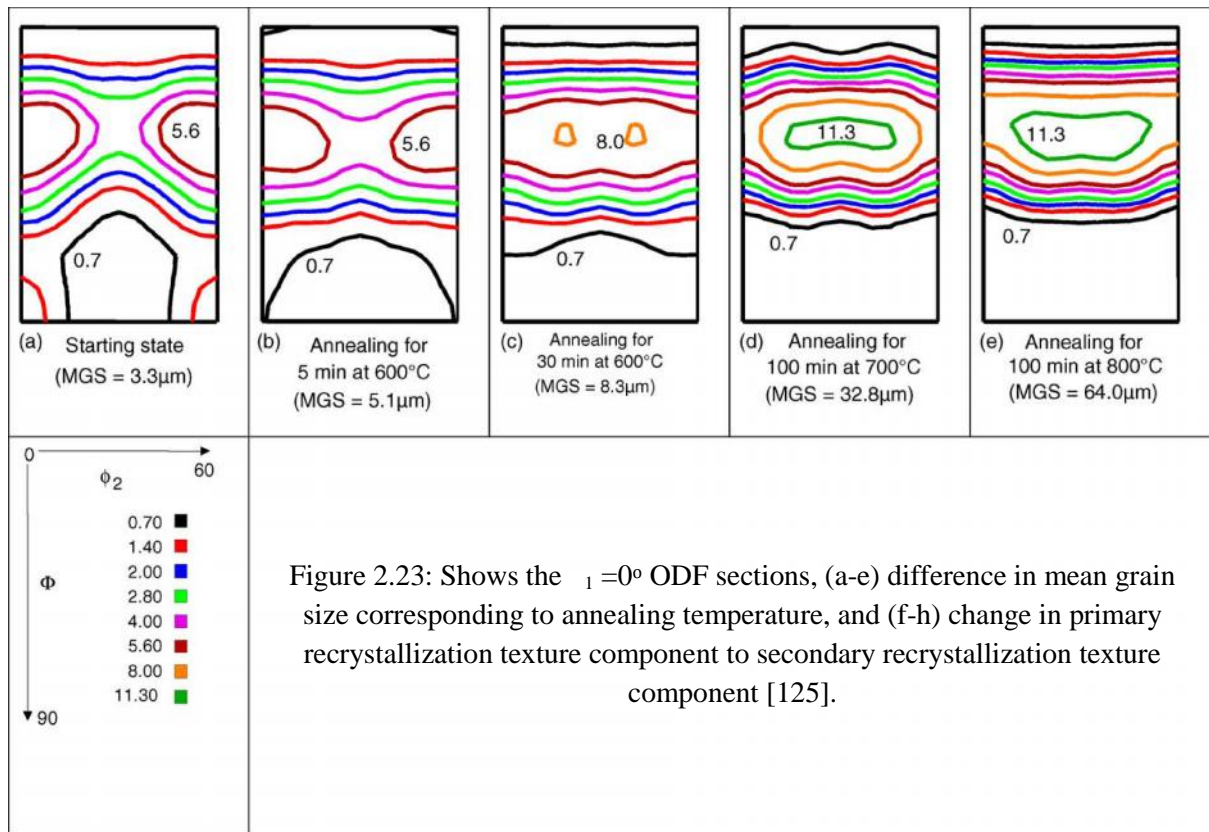 5.6
0.7
(a) Starting state
(MGS = 3.3µm)
5.6
0.7
(b) Annealing for
5 min at 600°C
(MGS = 5.1µm)
8.0
0.7
(c) Annealing for
30 min at 600°C
(MGS = 8.3µm)
11.3
0.7
(d) Annealing for
100 min at 700°C
(MGS = 32.8µm)
11.3
0.7
(e) Annealing for
100 min at 800°C
(MGS = 64.0µm)
0
60
ϕ2
0.70
1.40
2.00
2.80
4.00
5.60
8.00
11.30
Φ
90
Figure 2.23: Shows the 1 =0º ODF sections, (a-e) difference in mean grain
size corresponding to annealing temperature, and (f-h) change in primary
recrystallization texture component to secondary recrystallization texture
component [125].